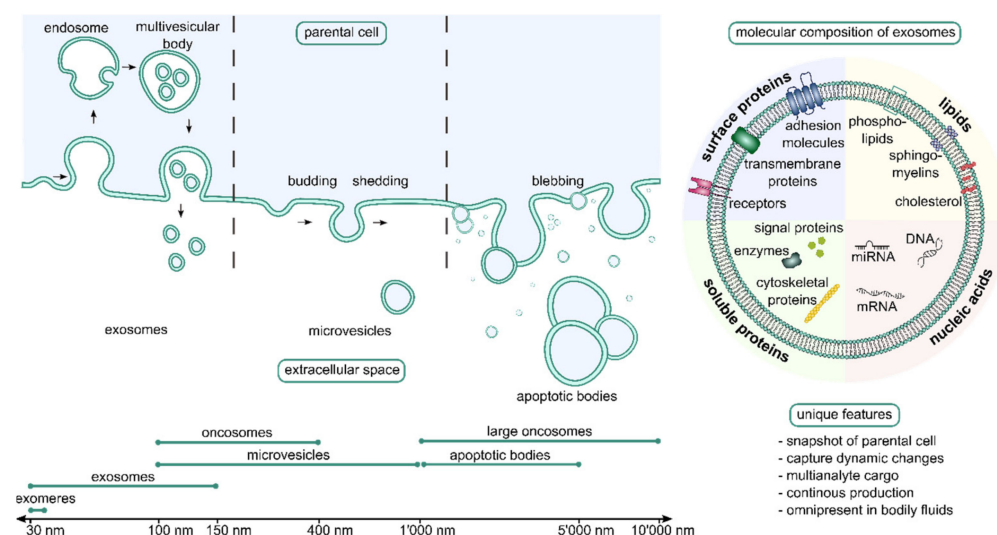 endosome
multivesicular
body
parental cell
budding
shedding
blebbing
exosomes
microvesicles
extracellular space
apoptotic bodies
oncosomes
large oncosomes
microvesicles
apoptotic bodies
exosomes
exomeres
30 nm
100 nm
150 nm
400 nm
1'000 nm
5'000 nm
10'000 nm
molecular composition of exosomes
surface proteins
lipids
adhesion
molecules
transmembrane
proteins
receptors
phospho-
lipids
sphingo-
myelins
cholesterol
signal proteins
enzymes
cytoskeletal
proteins
soluble proteins
miRNA
DNA
mRNA
nucleic acids
unique features
- snapshot of parental cell
- capture dynamic changes
- multianalyte cargo
- continous production
- omnipresent in bodily fluids